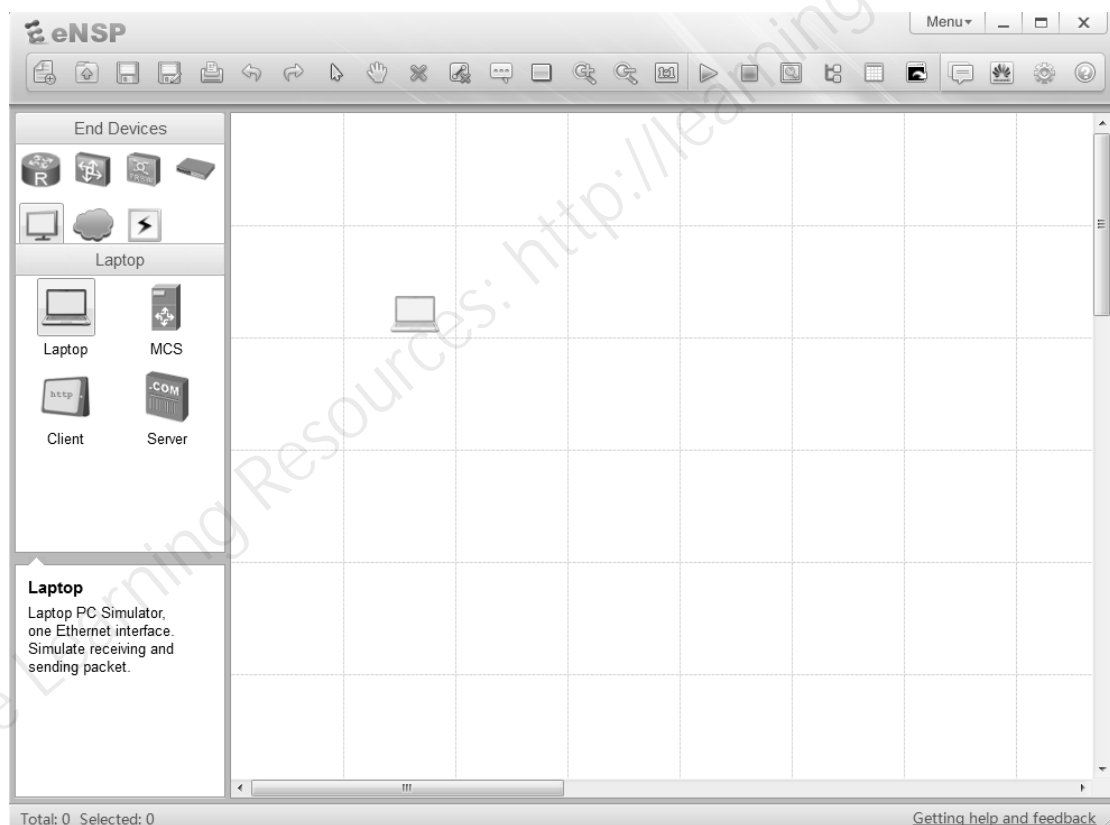 eNSP
Menu
End Devices
R
TRSW
Laptop
Laptop
MCS
http
.COM
Client
Server
Laptop
Laptop PC Simulator,
one Ethernet interface.
Simulate receiving and
sending packet.
e Learning Resources: http://learning
Total: 0 Selected: 0
Getting help and feedback